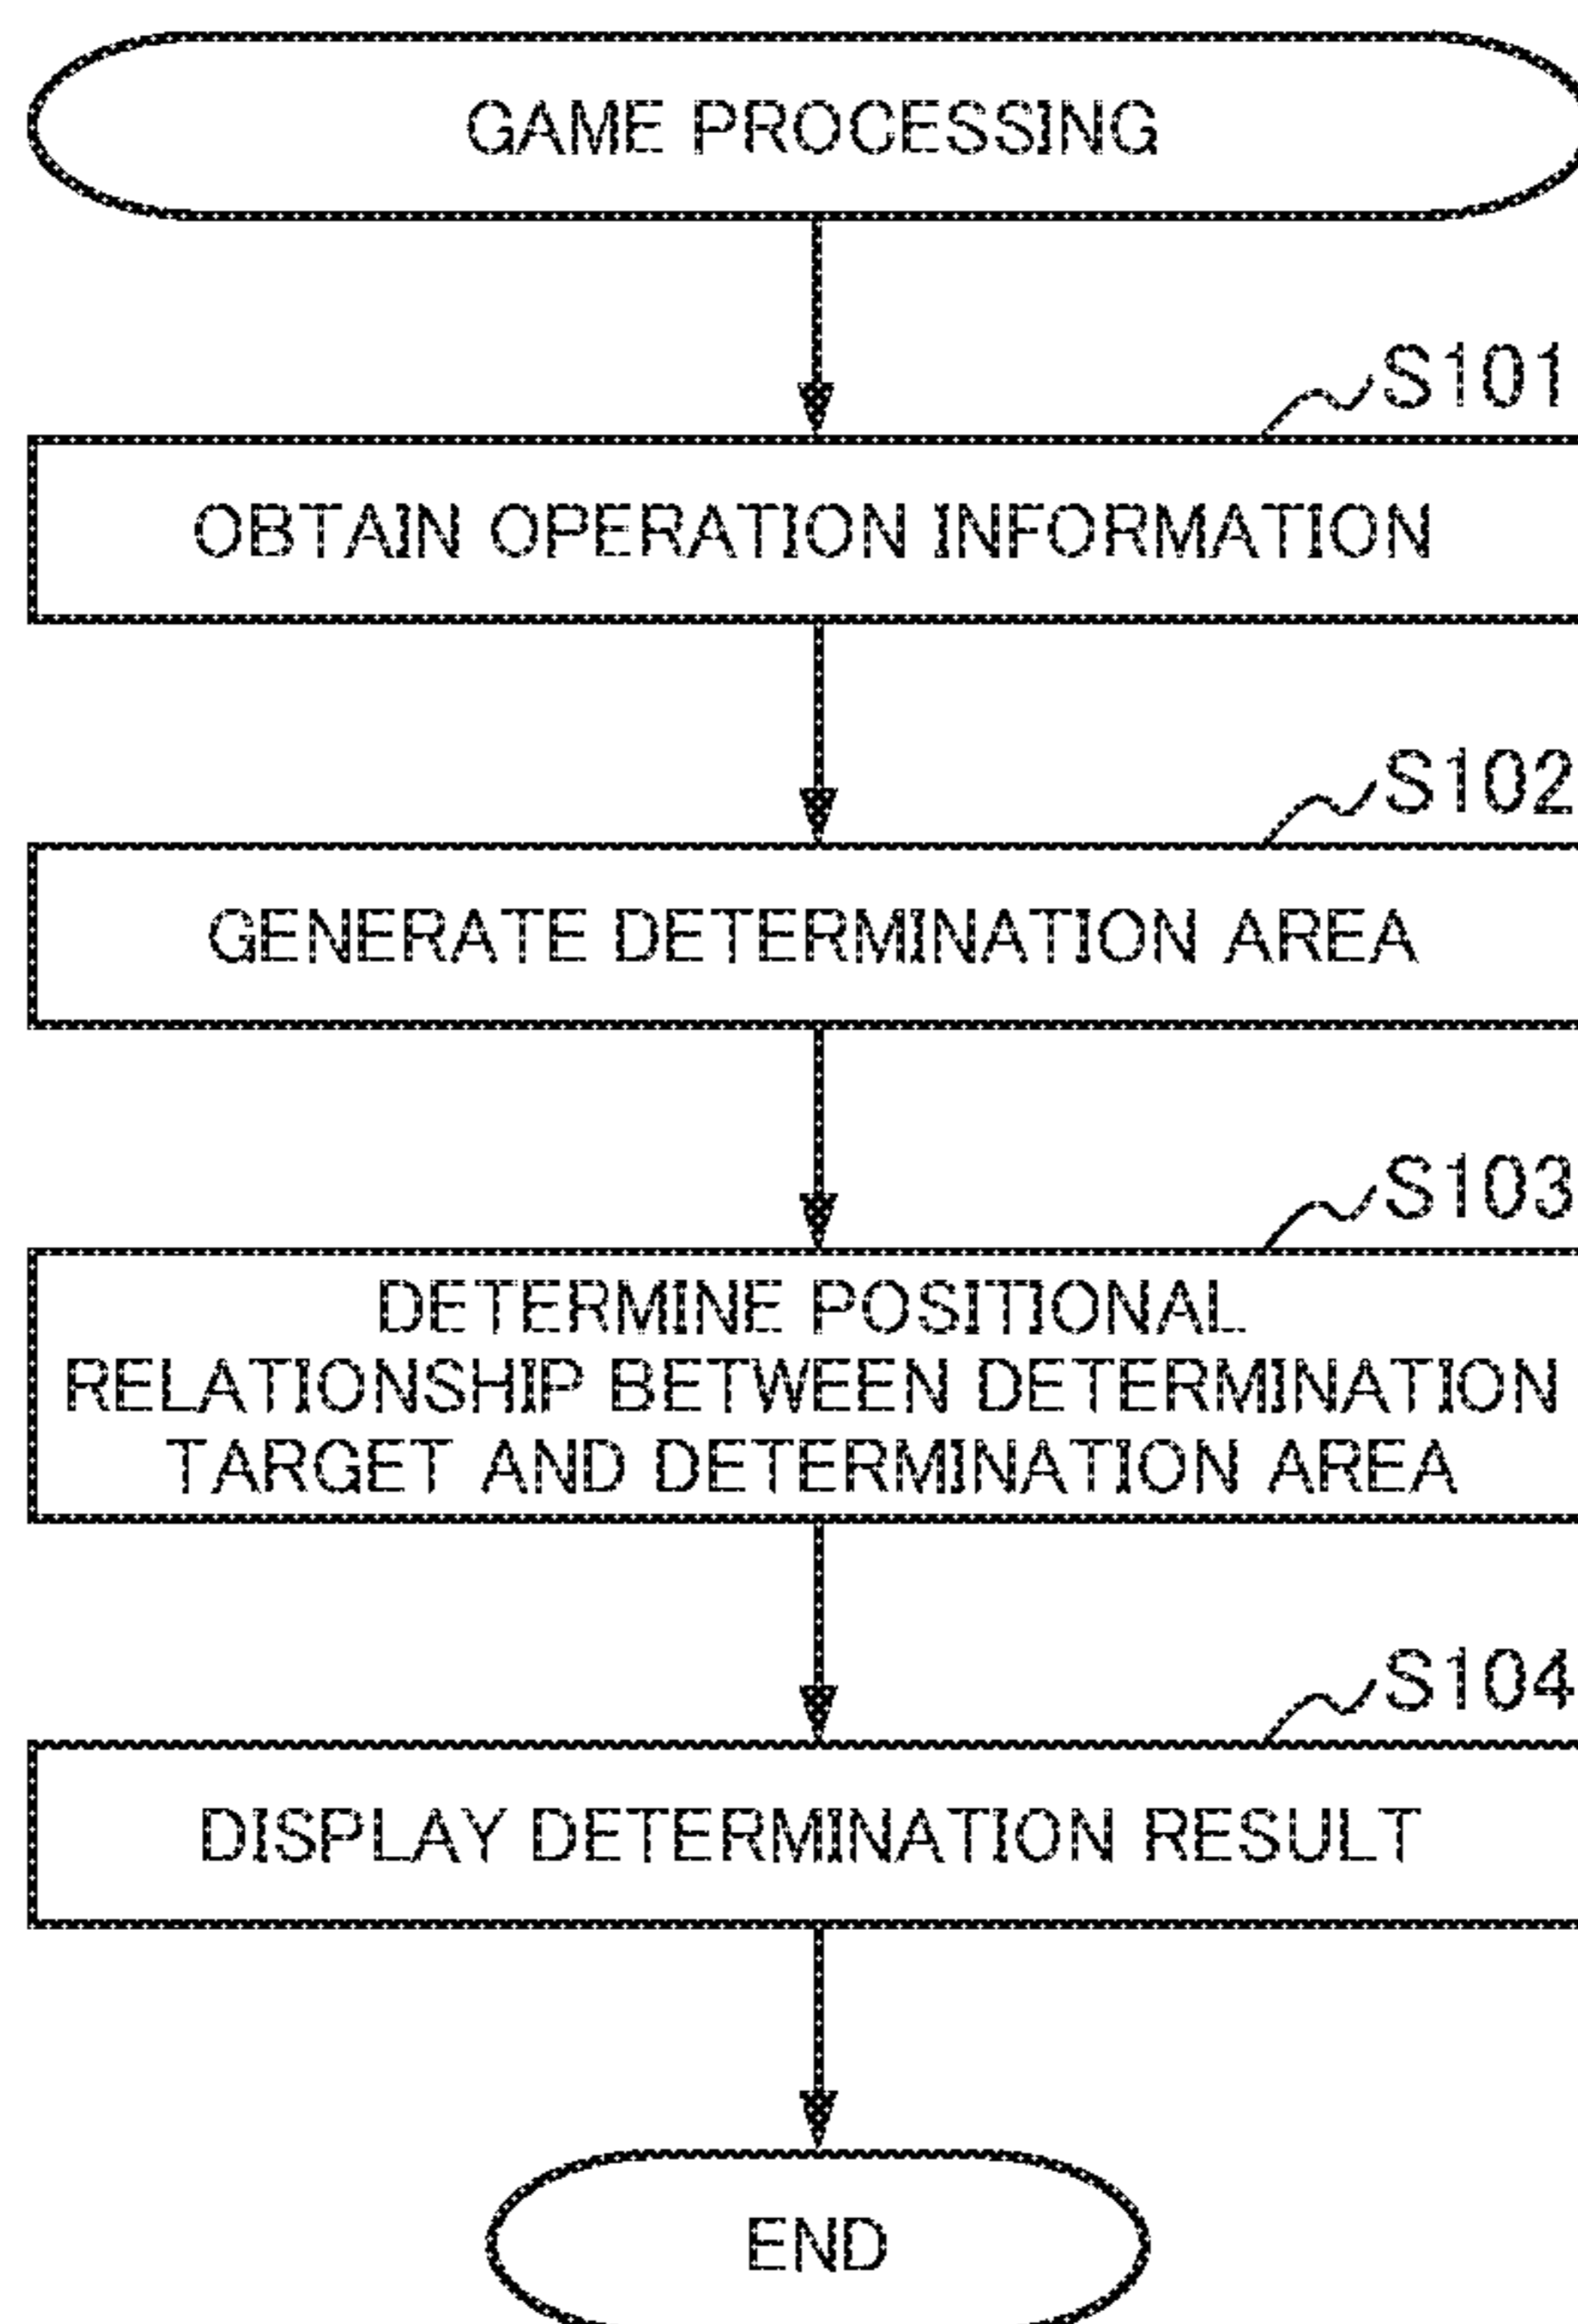 GAME PROCESSING
S101
OBTAIN OPERATION INFORMATION
S102
GENERATE DETERMINATION AREA
S103
DETERMINE POSITIONAL
RELATIONSHIP BETWEEN DETERMINATION
TARGET AND DETERMINATION AREA
S104
DISPLAY DETERMINATION RESULT
END